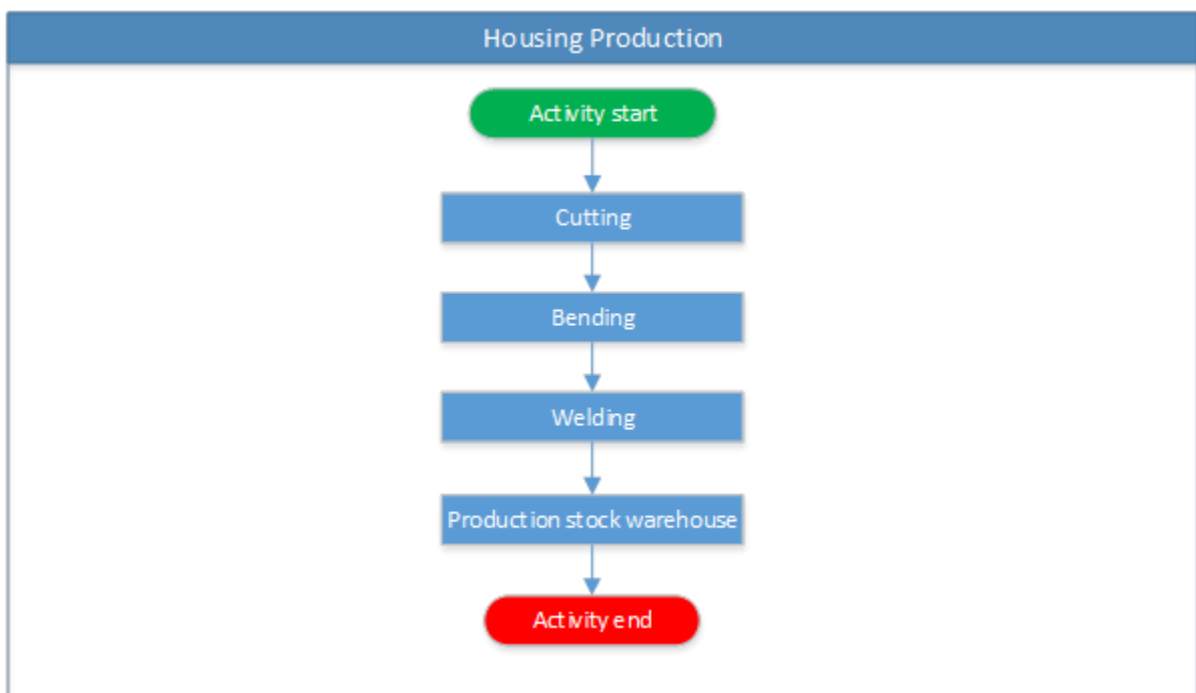 Housing Production
Activity start
Cutting
Bending
Welding
Production stock warehouse
Activity end